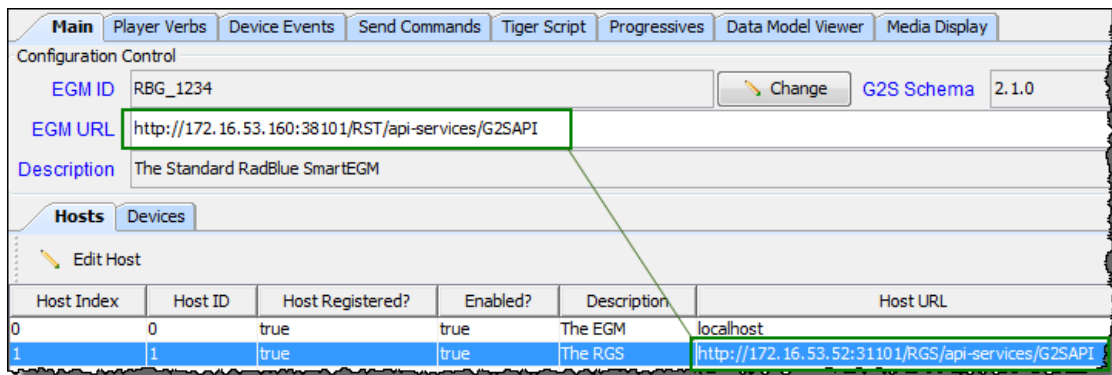 Main Player Verbs Device Events Send Commands Tiger Script Progressives Data Model Viewer Media Display
Configuration Control
EGM ID RBG_1234 Change G2S Schema 2.1.0
EGM URL http://172.16.53.160:38101/RST/api-services/G2SAPI
Description The Standard RadBlue SmartEGM
Hosts Devices
Edit Host
Host Index Host ID Host Registered? Enabled? Description Host URL
0 0 true true The EGM localhost
1 1 true true The RGS http://172.16.53.52:31101/RGS/api-services/G2SAPI